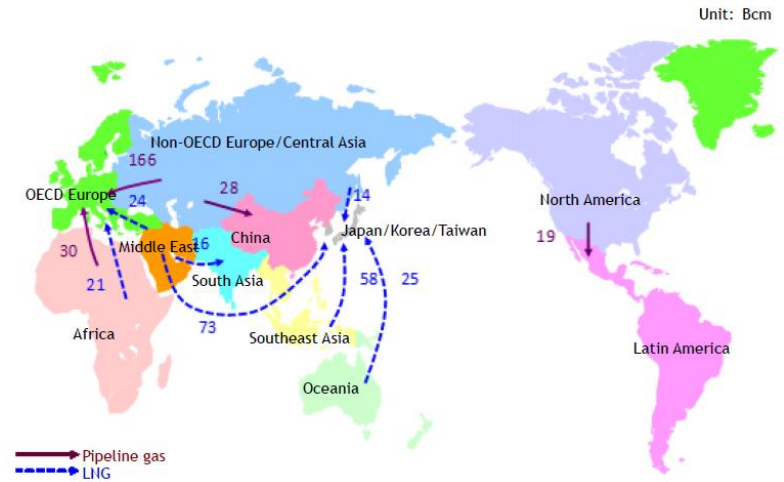 Unit: Bcm
Non-OECD Europe/Central Asia
166
OECD Europe
24
28
14
North America
Japan/Korea/Taiwan
19
30
Middle East
16
China
South Asia
21
58
25
73
Africa
Southeast Asia
Latin America
Oceania
Pipeline gas
LNG